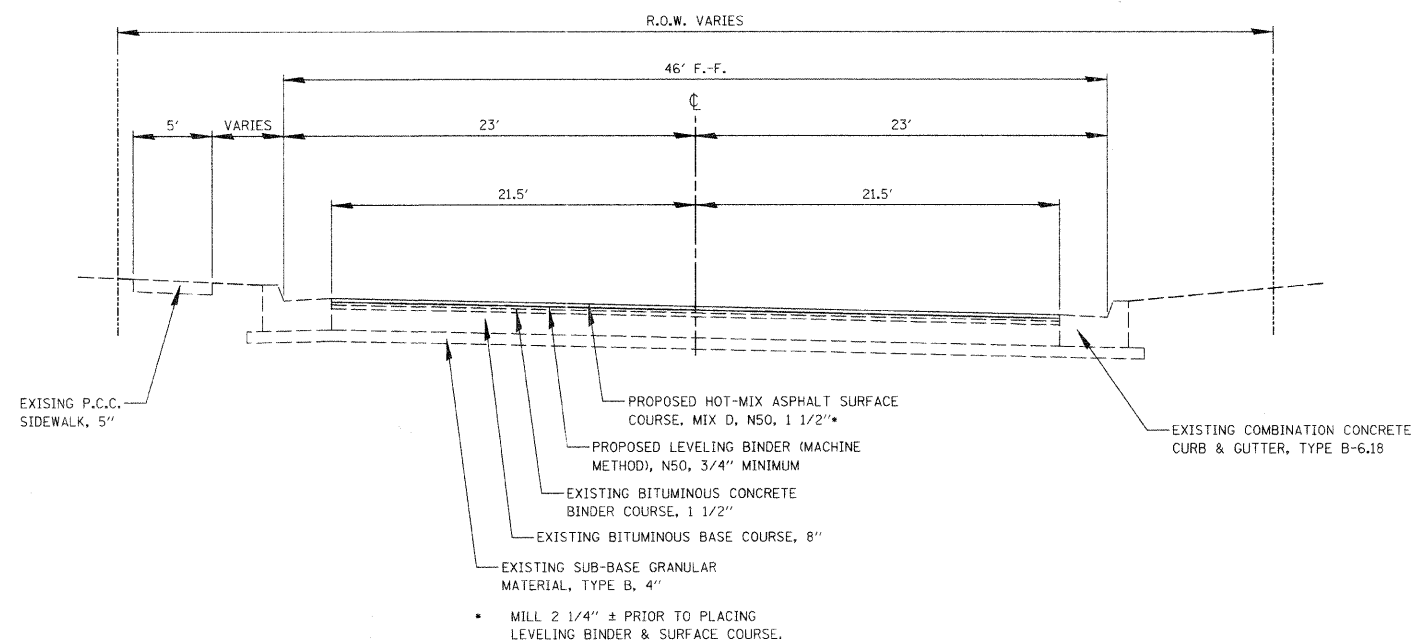 R.O.W. VARIES
46' F.-F.
℄
5'
VARIES
23'
23'
21.5'
21.5'
EXISING P.C.C.
SIDEWALK, 5"
PROPOSED HOT-MIX ASPHALT SURFACE
COURSE, MIX D, N50, 1 1/2"*
PROPOSED LEVELING BINDER (MACHINE
METHOD), N50, 3/4" MINIMUM
EXISTING BITUMINOUS CONCRETE
BINDER COURSE, 1 1/2"
EXISTING BITUMINOUS BASE COURSE, 8"
EXISTING SUB-BASE GRANULAR
MATERIAL, TYPE B, 4"
EXISTING COMBINATION CONCRETE
CURB & GUTTER, TYPE B-6.18
* MILL 2 1/4" ± PRIOR TO PLACING
LEVELING BINDER & SURFACE COURSE.